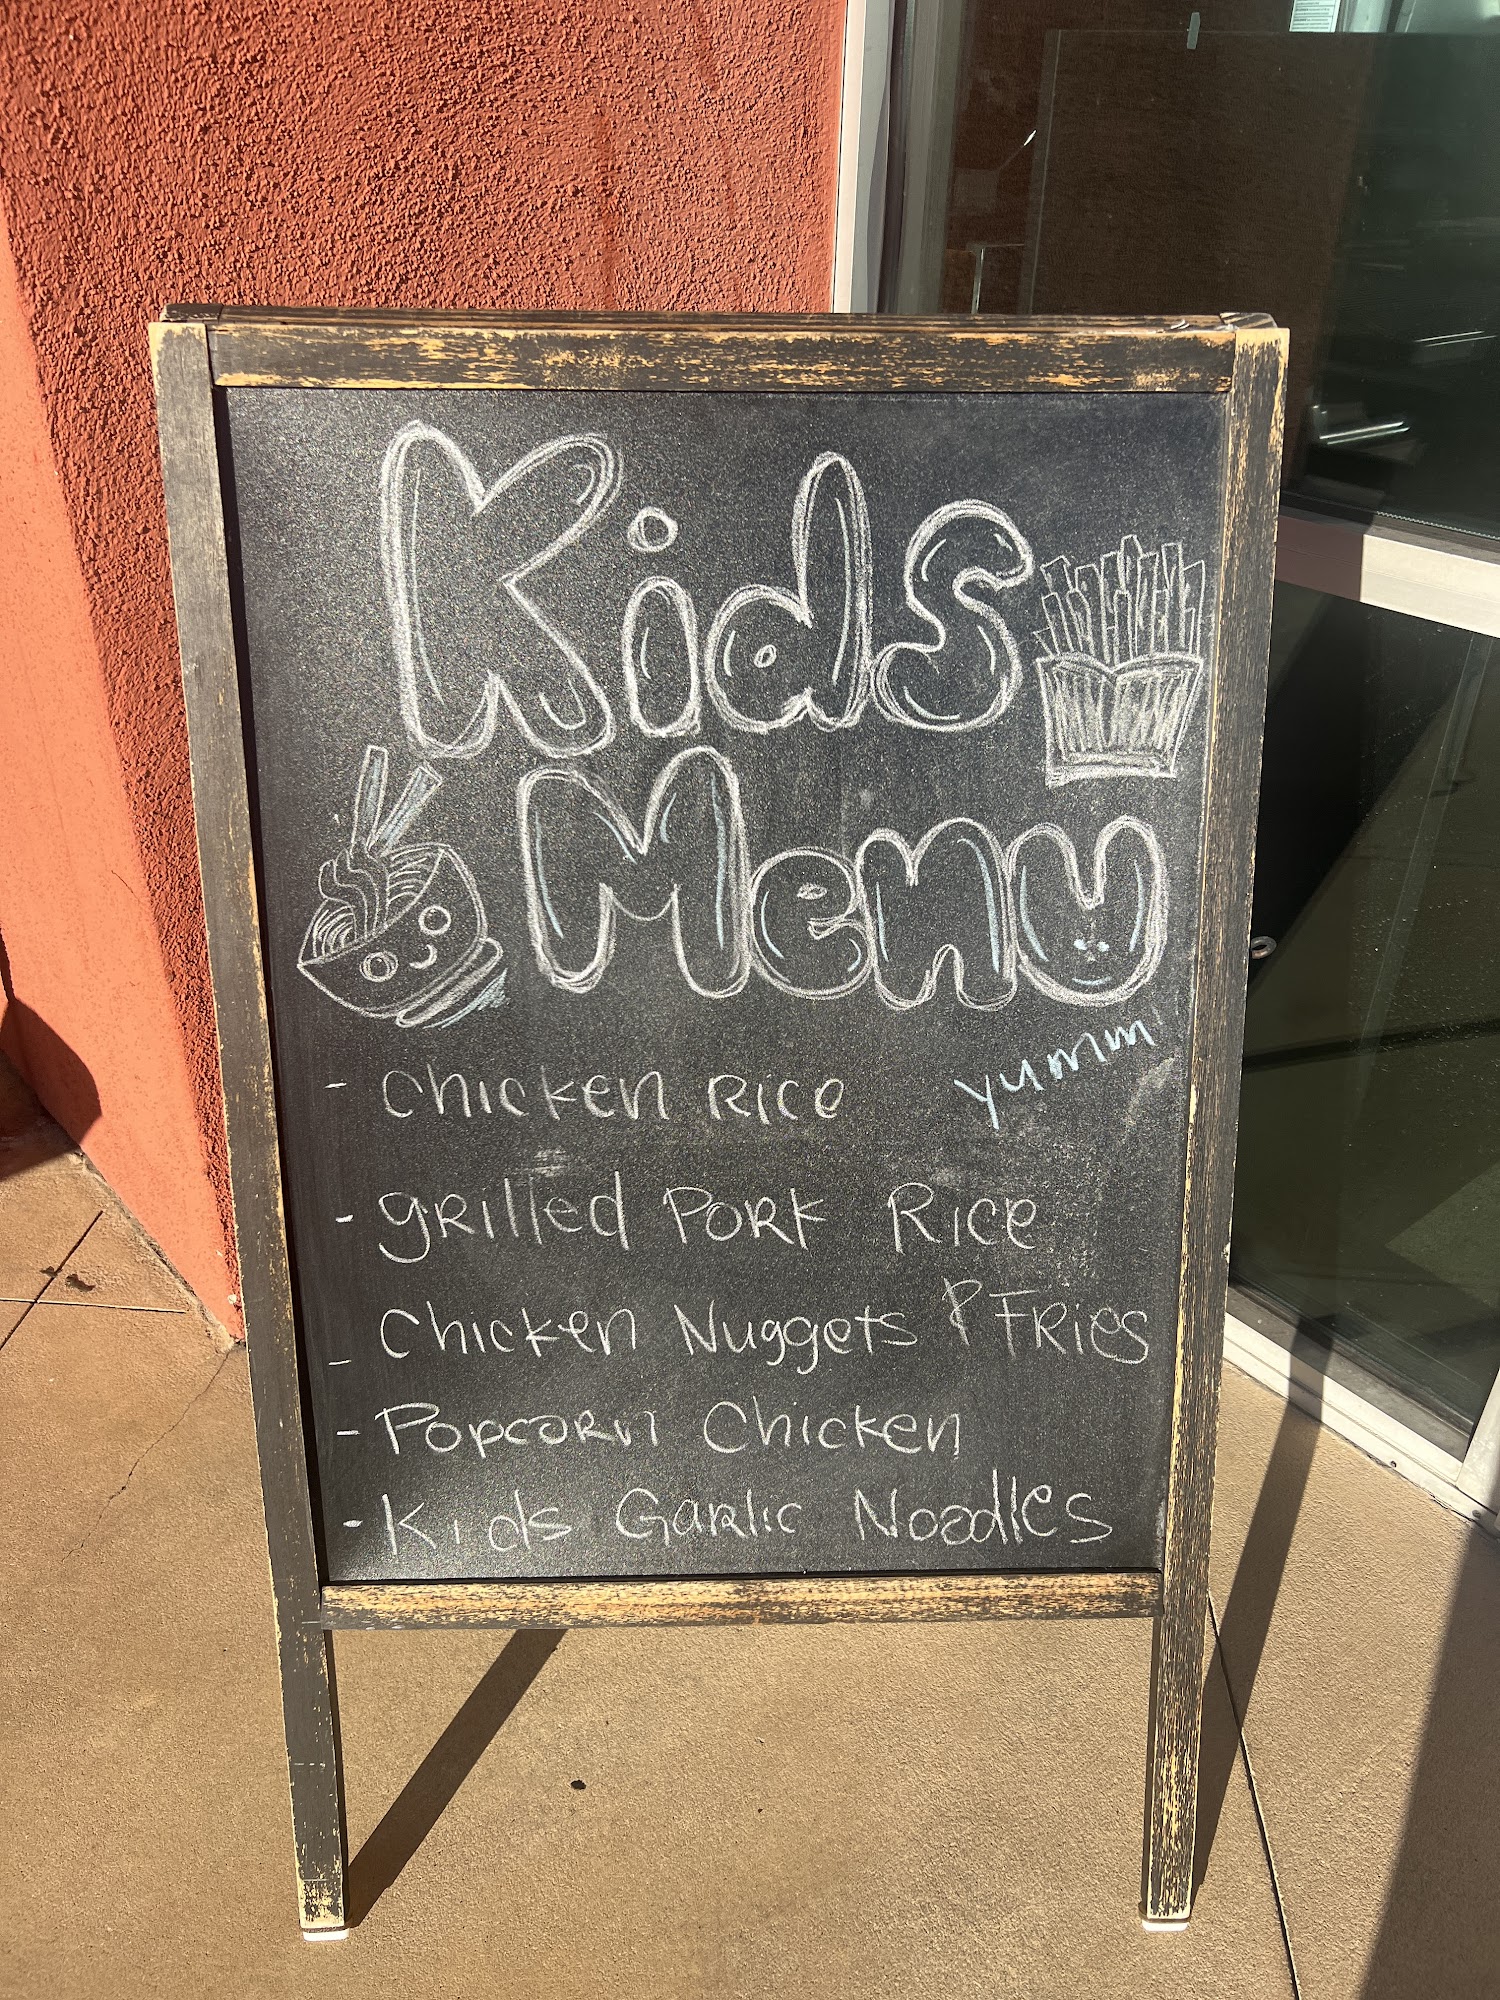 Kids
Menu
yumm
- Chicken Rice
- Grilled Pork Rice
- Chicken Nuggets & Fries
- Popcorn Chicken
- Kids Garlic Noodles